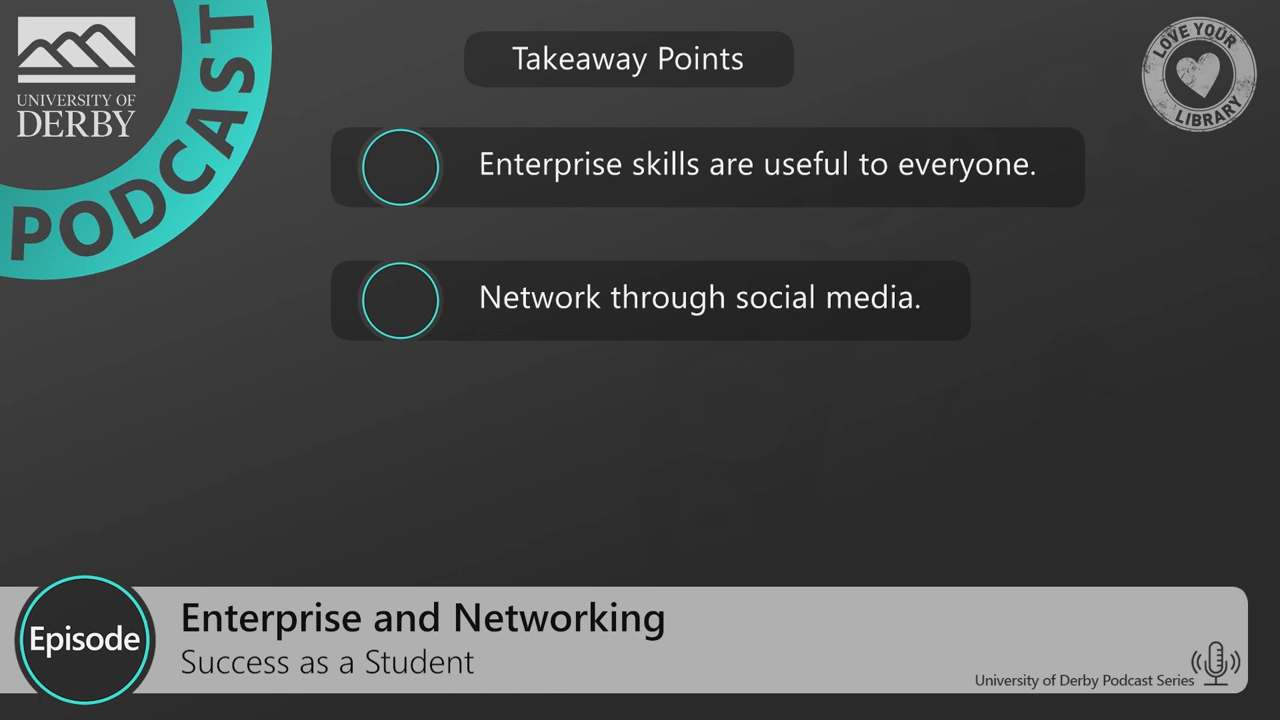 UNIVERSITY OF
DERBY
PODCAST
LOVE YOUR
LIBRARY
Takeaway Points
Enterprise skills are useful to everyone.
Network through social media.
Episode
Enterprise and Networking
Success as a Student
University of Derby Podcast Series